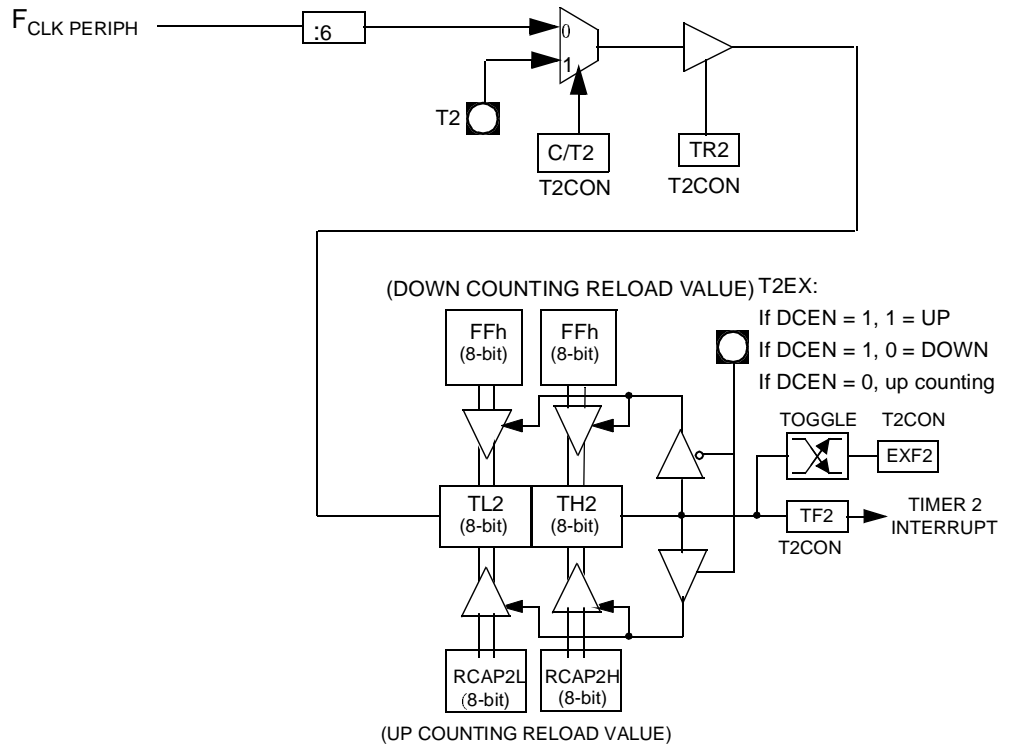 FCLK PERIPH
:6
0
1
T2
C/T2
TR2
T2CON
T2CON
(DOWN COUNTING RELOAD VALUE)
T2EX:
If DCEN = 1, 1 = UP
If DCEN = 1, 0 = DOWN
If DCEN = 0, up counting
FFh
(8-bit)
FFh
(8-bit)
TOGGLE
T2CON
EXF2
TL2
(8-bit)
TH2
(8-bit)
TF2
T2CON
TIMER 2
INTERRUPT
RCAP2L
(8-bit)
RCAP2H
(8-bit)
(UP COUNTING RELOAD VALUE)